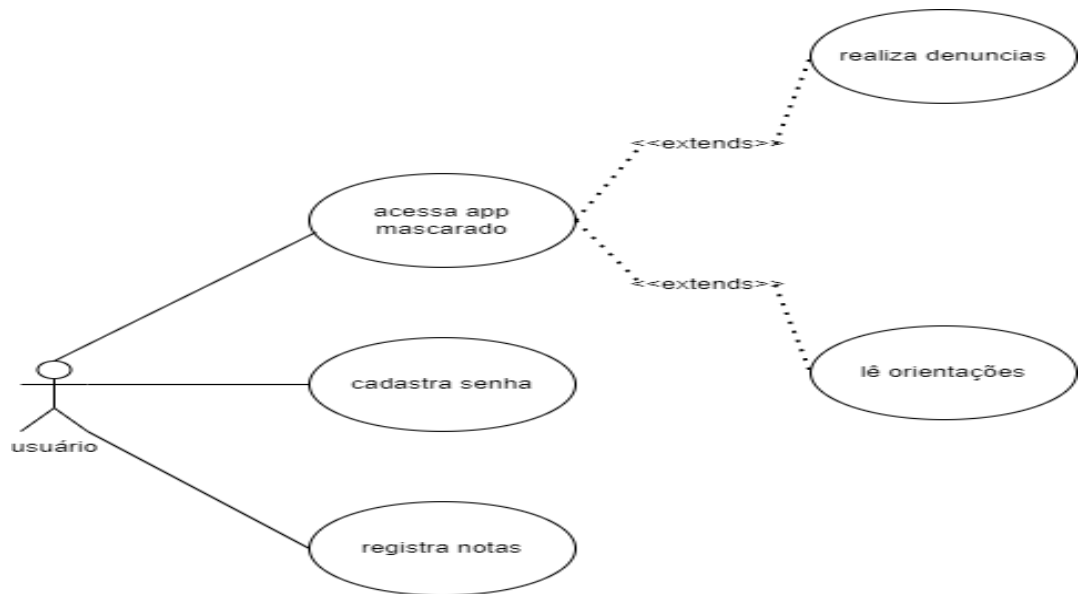 realiza denuncias
<<extends>>
acessa app
mascarado
<<extends>>
lê orientações
cadastra senha
usuário
registra notas